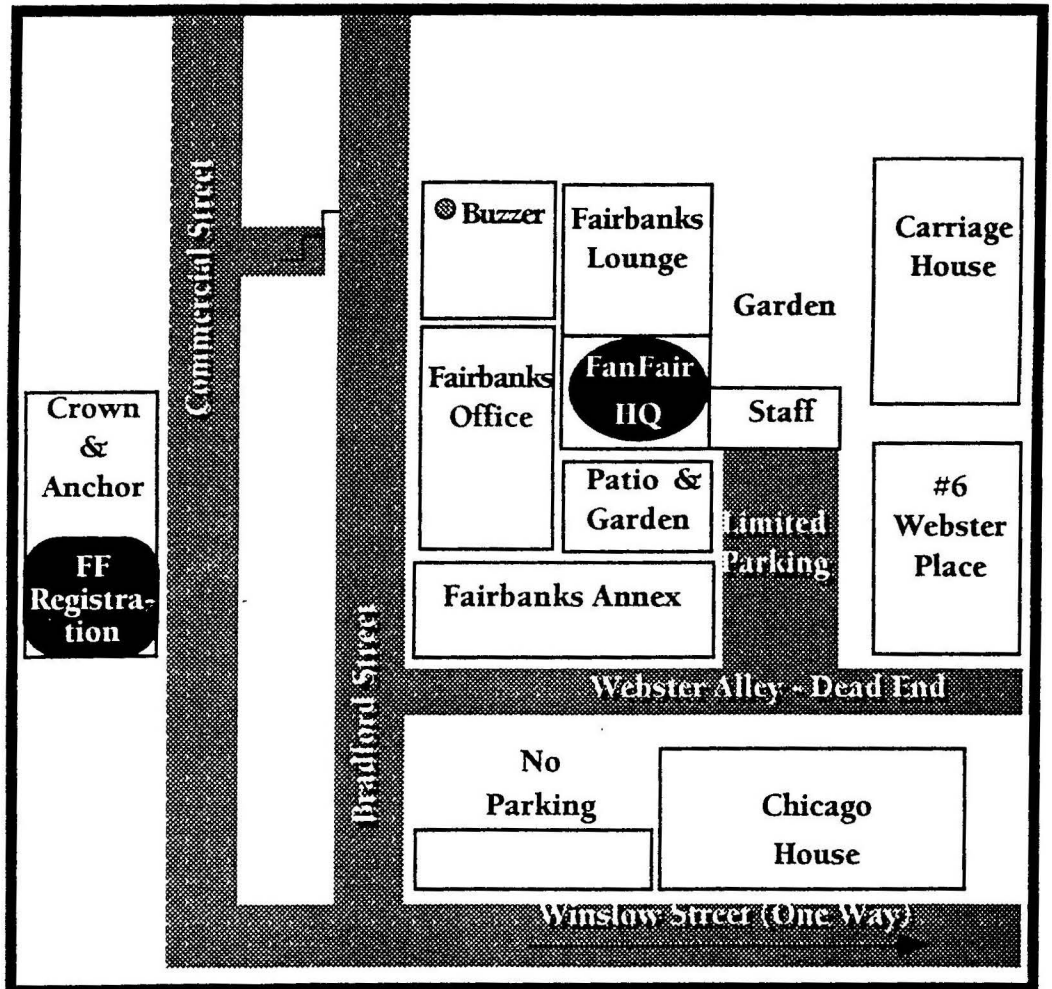 Commercial Street
Bradford Street
Buzzer
Fairbanks
Lounge
Carriage
House
Garden
Fairbanks
Office
FanFair
HQ
Staff
Crown
&
Anchor
FF
Registra-
tion
Patio &
Garden
Limited
Parking
#6
Webster
Place
Fairbanks Annex
Webster Alley - Dead End
No
Parking
Chicago
House
Winslow Street (One Way)